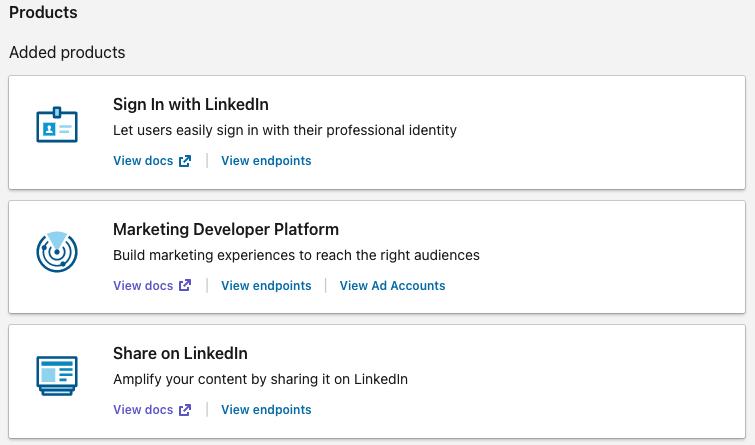 Products
Added products
Sign In with LinkedIn
Let users easily sign in with their professional identity
View docs | View endpoints
Marketing Developer Platform
Build marketing experiences to reach the right audiences
View docs | View endpoints | View Ad Accounts
Share on LinkedIn
Amplify your content by sharing it on LinkedIn
View docs | View endpoints